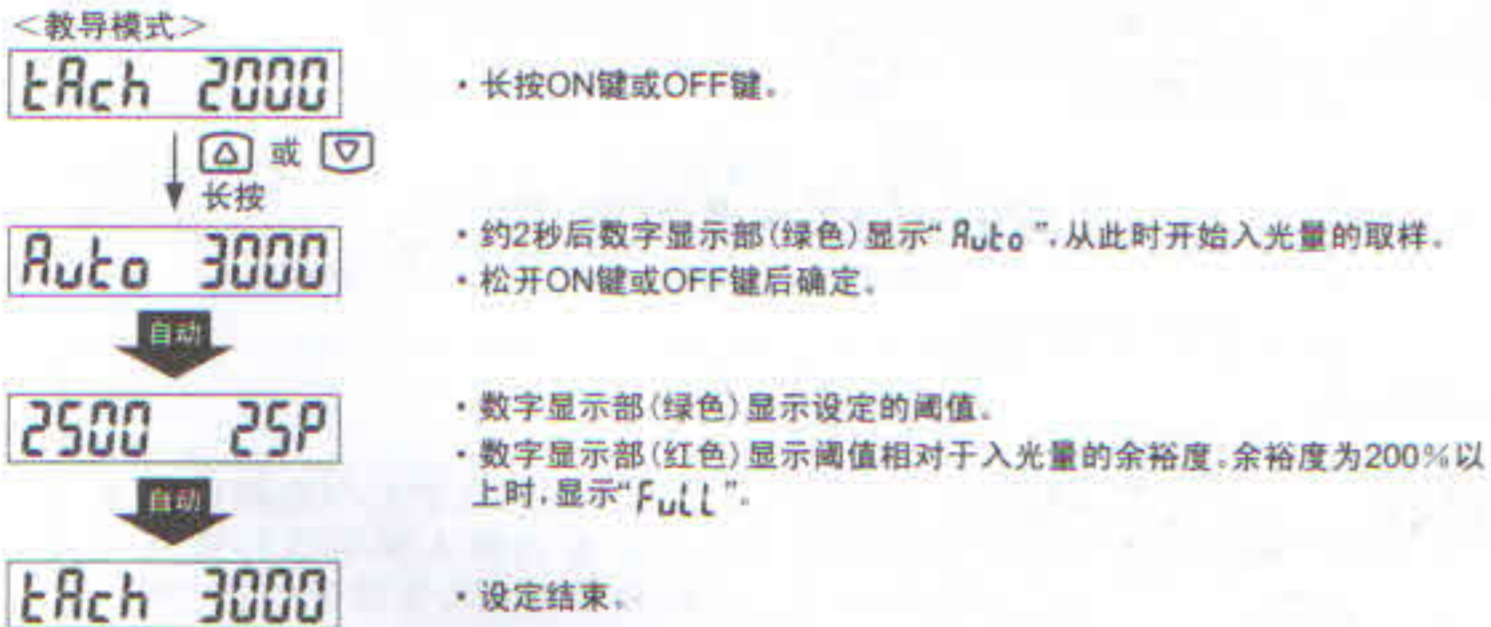 ＜教导模式＞
tAch 2000
・长按ON键或OFF键。
或
长按
Auto 3000
・约2秒后数字显示部(绿色)显示“Auto”，从此时开始入光量的取样。
・松开ON键或OFF键后确定。
自动
2500 25P
・数字显示部(绿色)显示设定的阈值。
・数字显示部(红色)显示阈值相对于入光量的余裕度。余裕度为200%以
上时，显示“FuLL”。
自动
tAch 3000
・设定结束。